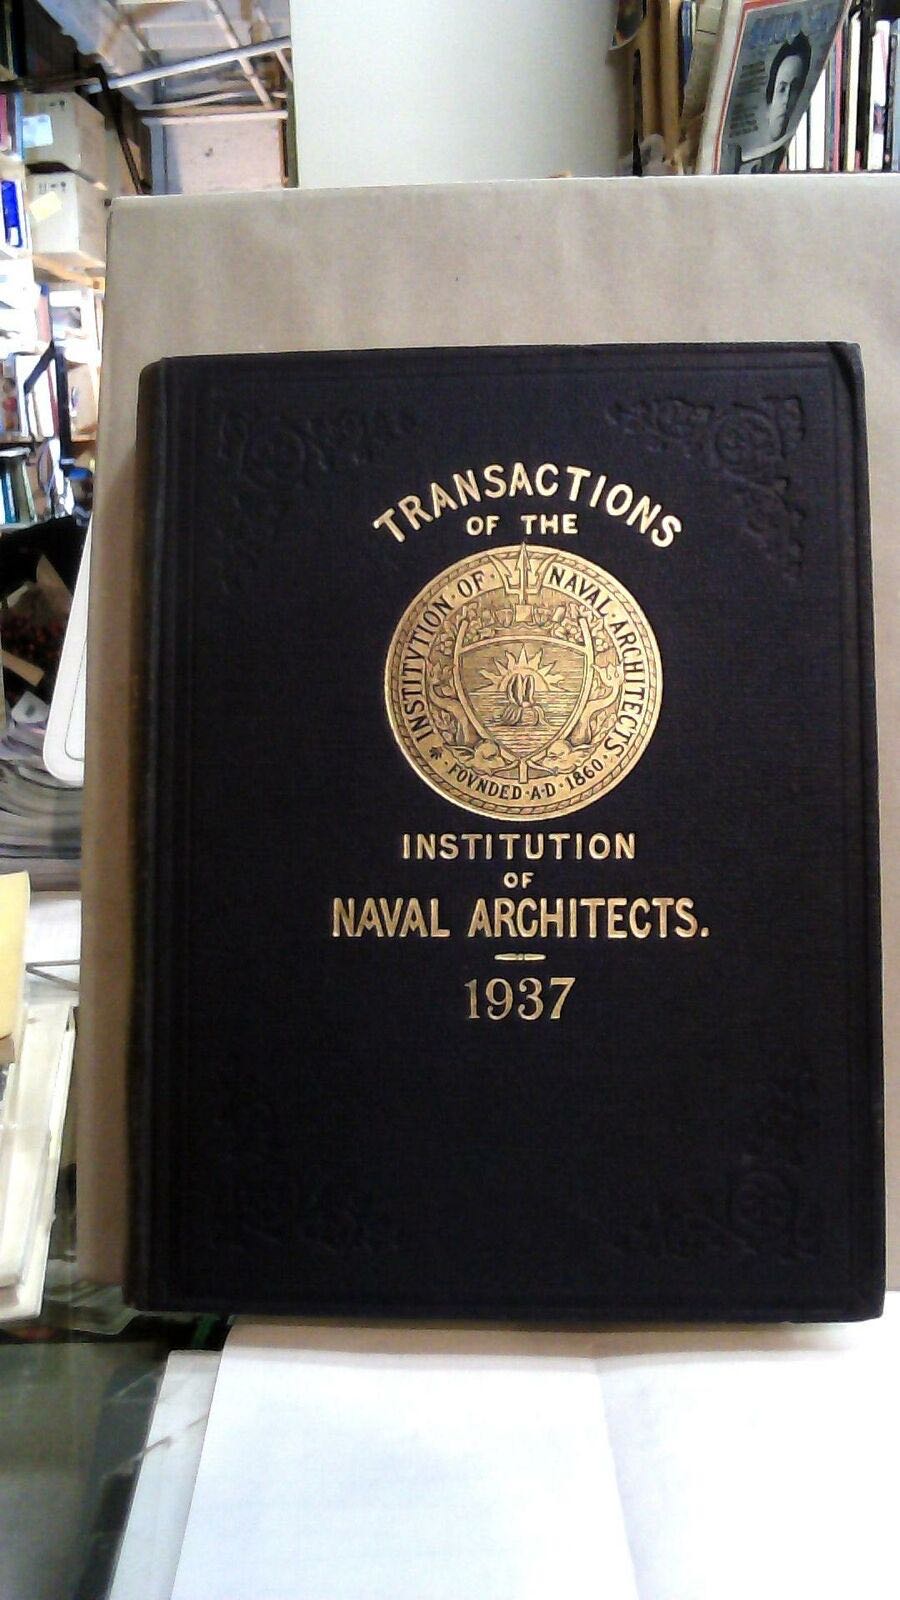 TRANSACTIONS
OF THE
INSTITVTION · OF · NAVAL · ARCHITECTS ·
· FOVNDED · A · D · 1860 ·
INSTITUTION
OF
NAVAL ARCHITECTS.
1937